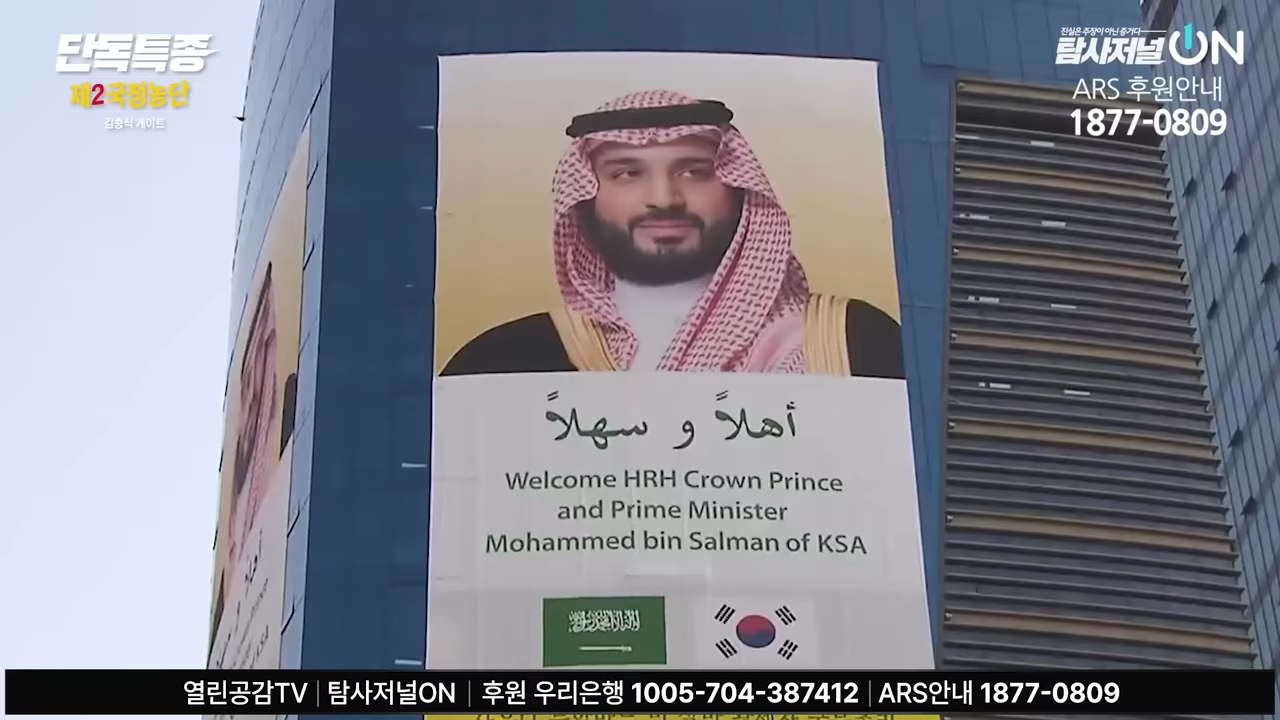 단독특종
제2국정농단
김충식 게이트
진실은 주장이 아닌 증거다
탐사저널 ON
ARS 후원안내
1877-0809
أهلاً و سهلاً
Welcome HRH Crown Prince
and Prime Minister
Mohammed bin Salman of KSA
열린공감TV | 탐사저널ON | 후원 우리은행 1005-704-387412 | ARS안내 1877-0809